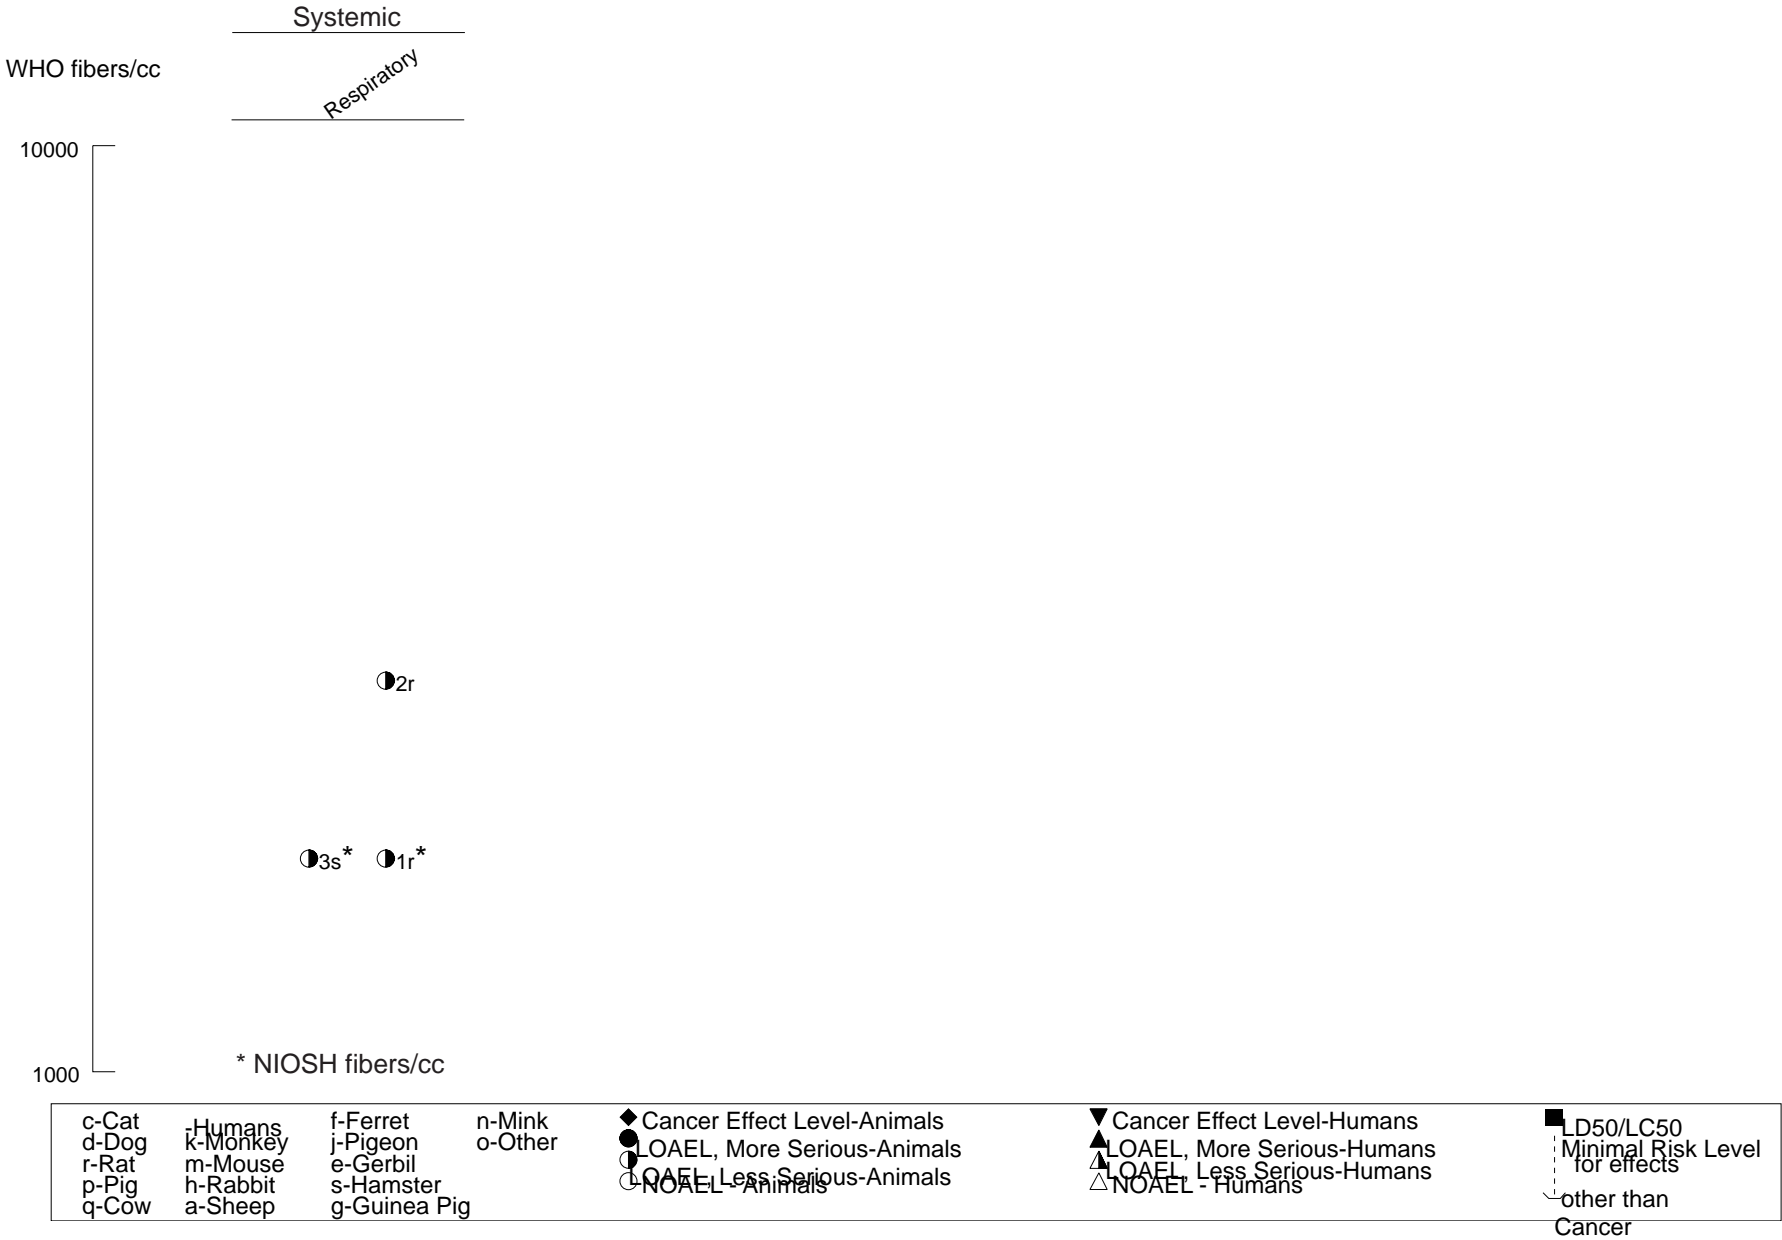 Systemic
WHO fibers/cc
Respiratory
10000
2r
3s* 1r*
* NIOSH fibers/cc
1000
c-Cat -Humans f-Ferret n-Mink Cancer Effect Level-Animals Cancer Effect Level-Humans LD50/LC50
d-Dog k-Monkey j-Pigeon o-Other LOAEL, More Serious-Animals LOAEL, More Serious-Humans Minimal Risk Level
r-Rat m-Mouse e-Gerbil LOAEL, Less Serious-Animals LOAEL, Less Serious-Humans for effects
p-Pig h-Rabbit s-Hamster NOAEL - Animals NOAEL - Humans other than
q-Cow a-Sheep g-Guinea Pig Cancer